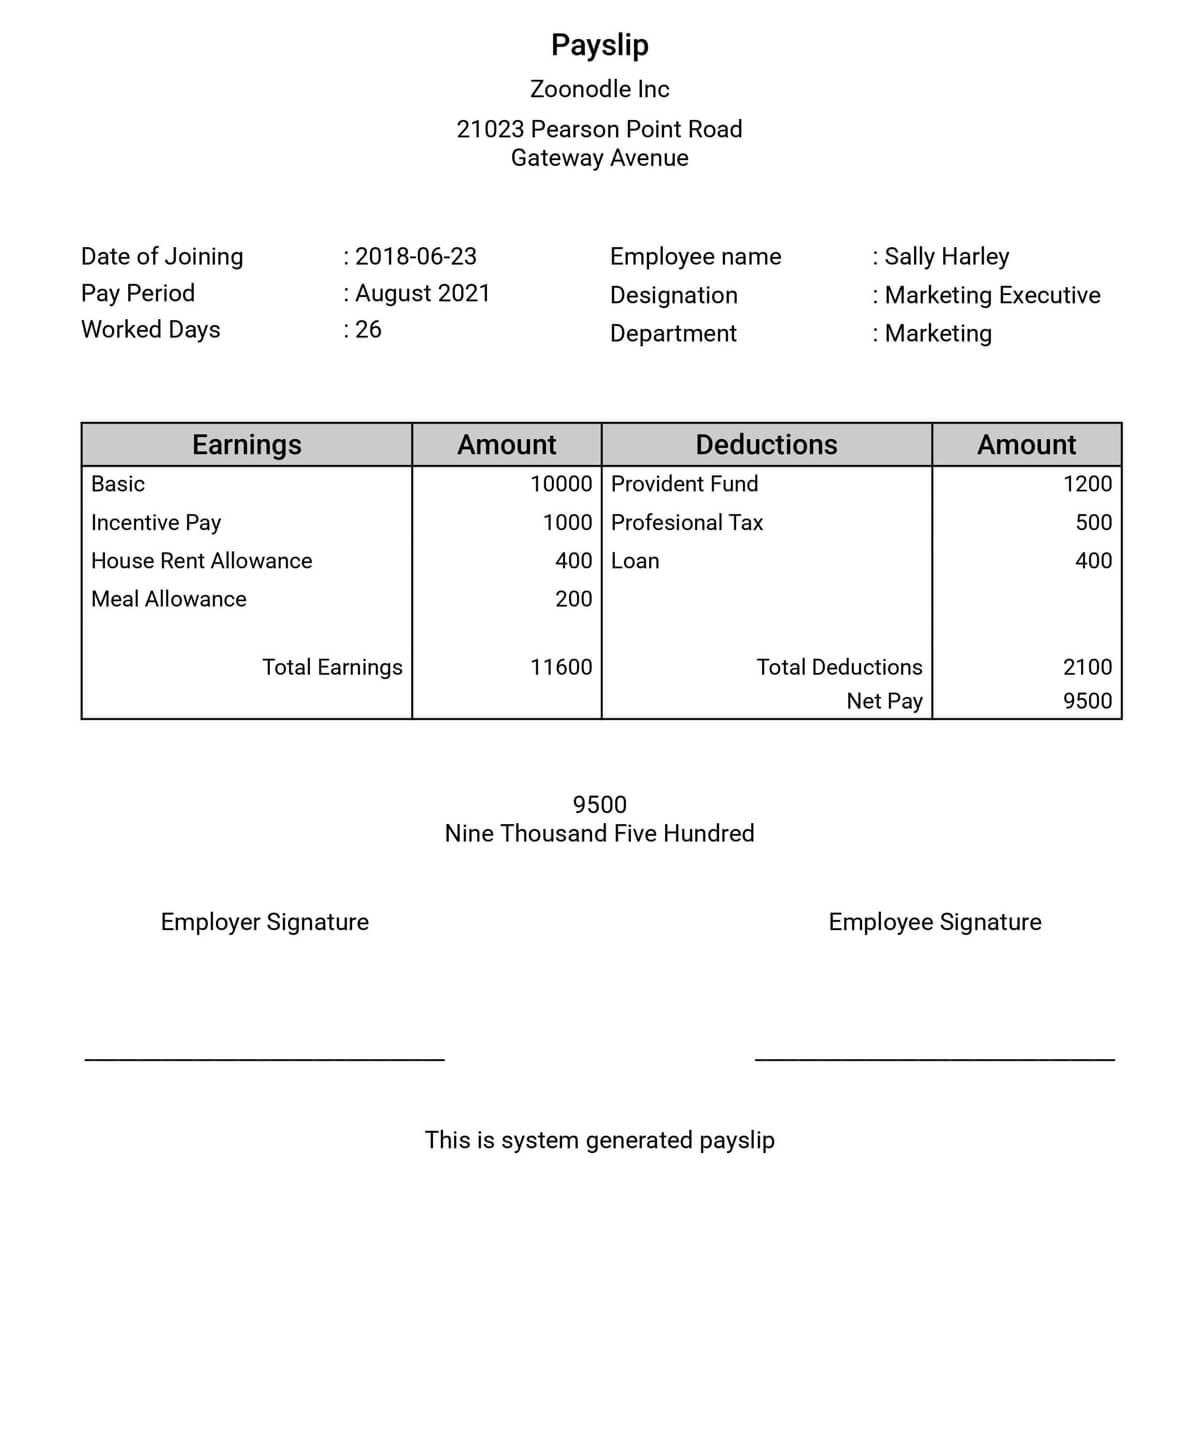 Payslip
Zoonodle Inc
21023 Pearson Point Road
Gateway Avenue
Date of Joining : 2018-06-23 Employee name : Sally Harley
Pay Period : August 2021 Designation : Marketing Executive
Worked Days : 26 Department : Marketing
Earnings Amount Deductions Amount
Basic 10000 Provident Fund 1200
Incentive Pay 1000 Profesional Tax 500
House Rent Allowance 400 Loan 400
Meal Allowance 200
Total Earnings 11600 Total Deductions 2100
Net Pay 9500
9500
Nine Thousand Five Hundred
Employer Signature Employee Signature
This is system generated payslip